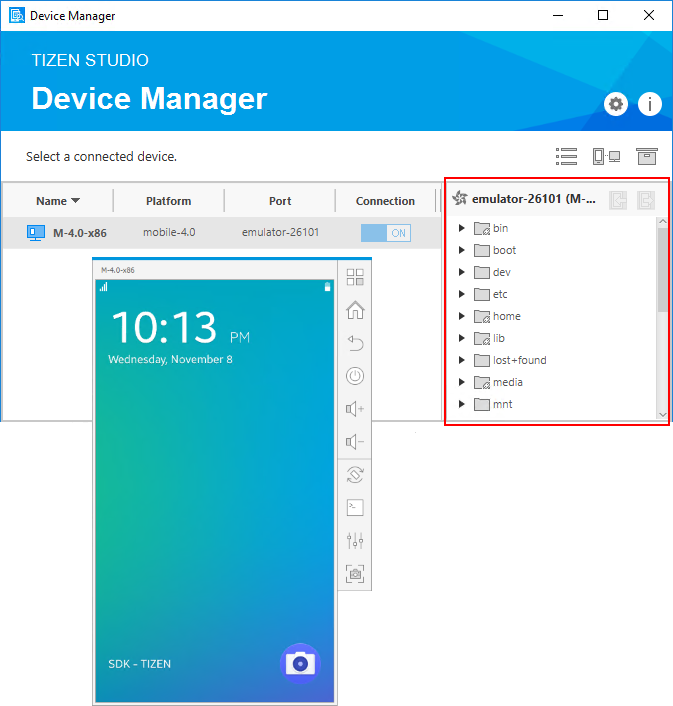 Device Manager
TIZEN STUDIO
Device Manager
Select a connected device.
Name Platform Port Connection
M-4.0-x86 mobile-4.0 emulator-26101 ON
emulator-26101 (M-...
bin
boot
dev
etc
home
lib
lost+found
media
mnt
M-4.0-x86
10:13 PM
Wednesday, November 8
SDK - TIZEN